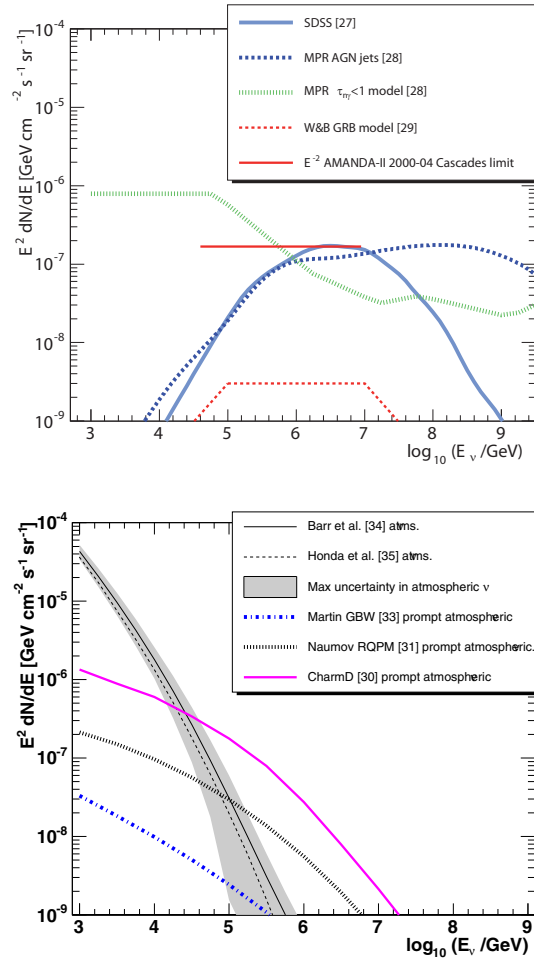 SDSS [27]
MPR AGN jets [28]
MPR τnγ<1 model [28]
W&B GRB model [29]
E-2 AMANDA-II 2000-04 Cascades limit
E2 dN/dE [GeV cm-2 s-1 sr-1]
10-4
10-5
10-6
10-7
10-8
10-9
3 4 5 6 7 8 9
log10 (Eν /GeV)
Barr et al. [34] atms.
Honda et al. [35] atms.
Max uncertainty in atmospheric ν
Martin GBW [33] prompt atmospheric
Naumov RQPM [31] prompt atmospheric.
CharmD [30] prompt atmospheric
E2 dN/dE [GeV cm-2 s-1 sr-1]
10-4
10-5
10-6
10-7
10-8
10-9
3 4 5 6 7 8 9
log10 (Eν /GeV)